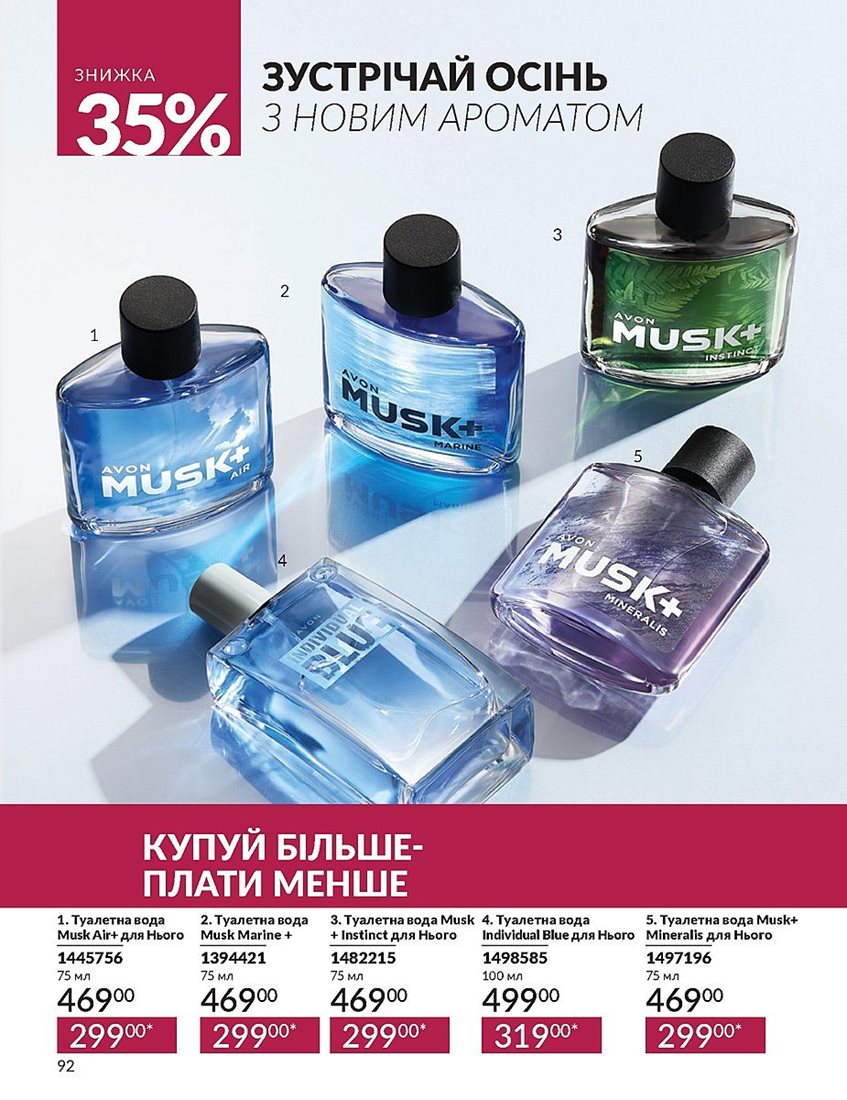 ЗНИЖКА
35%
ЗУСТРІЧАЙ ОСІНЬ
З НОВИМ АРОМАТОМ
1
2
3
4
5
AVON
MUSK+
AIR
AVON
MUSK+
MARINE
AVON
MUSK+
INSTINCT
AVON
INDIVIDUAL
BLUE
AVON
MUSK+
MINERALIS
КУПУЙ БІЛЬШЕ-
ПЛАТИ МЕНШЕ
1. Туалетна вода
Musk Air+ для Нього
1445756
75 мл
46900
29900*
2. Туалетна вода
Musk Marine +
1394421
75 мл
46900
29900*
3. Туалетна вода Musk
+ Instinct для Нього
1482215
75 мл
46900
29900*
4. Туалетна вода
Individual Blue для Нього
1498585
100 мл
49900
31900*
5. Туалетна вода Musk+
Mineralis для Нього
1497196
75 мл
46900
29900*
92